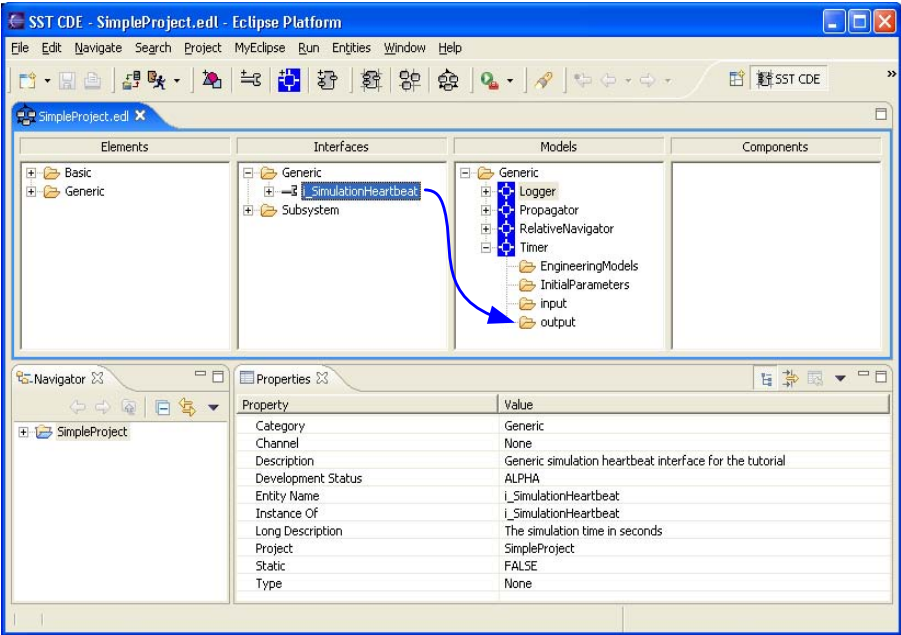 SST CDE - SimpleProject.edl - Eclipse Platform
File Edit Navigate Search Project MyEclipse Run Entities Window Help
SST CDE »
SimpleProject.edl
Elements Interfaces Models Components
Basic
Generic
Generic
i_SimulationHeartbeat
Subsystem
Generic
Logger
Propagator
RelativeNavigator
Timer
EngineeringModels
InitialParameters
input
output
Navigator
SimpleProject
Properties
Property Value
Category Generic
Channel None
Description Generic simulation heartbeat interface for the tutorial
Development Status ALPHA
Entity Name i_SimulationHeartbeat
Instance Of i_SimulationHeartbeat
Long Description The simulation time in seconds
Project SimpleProject
Static FALSE
Type None